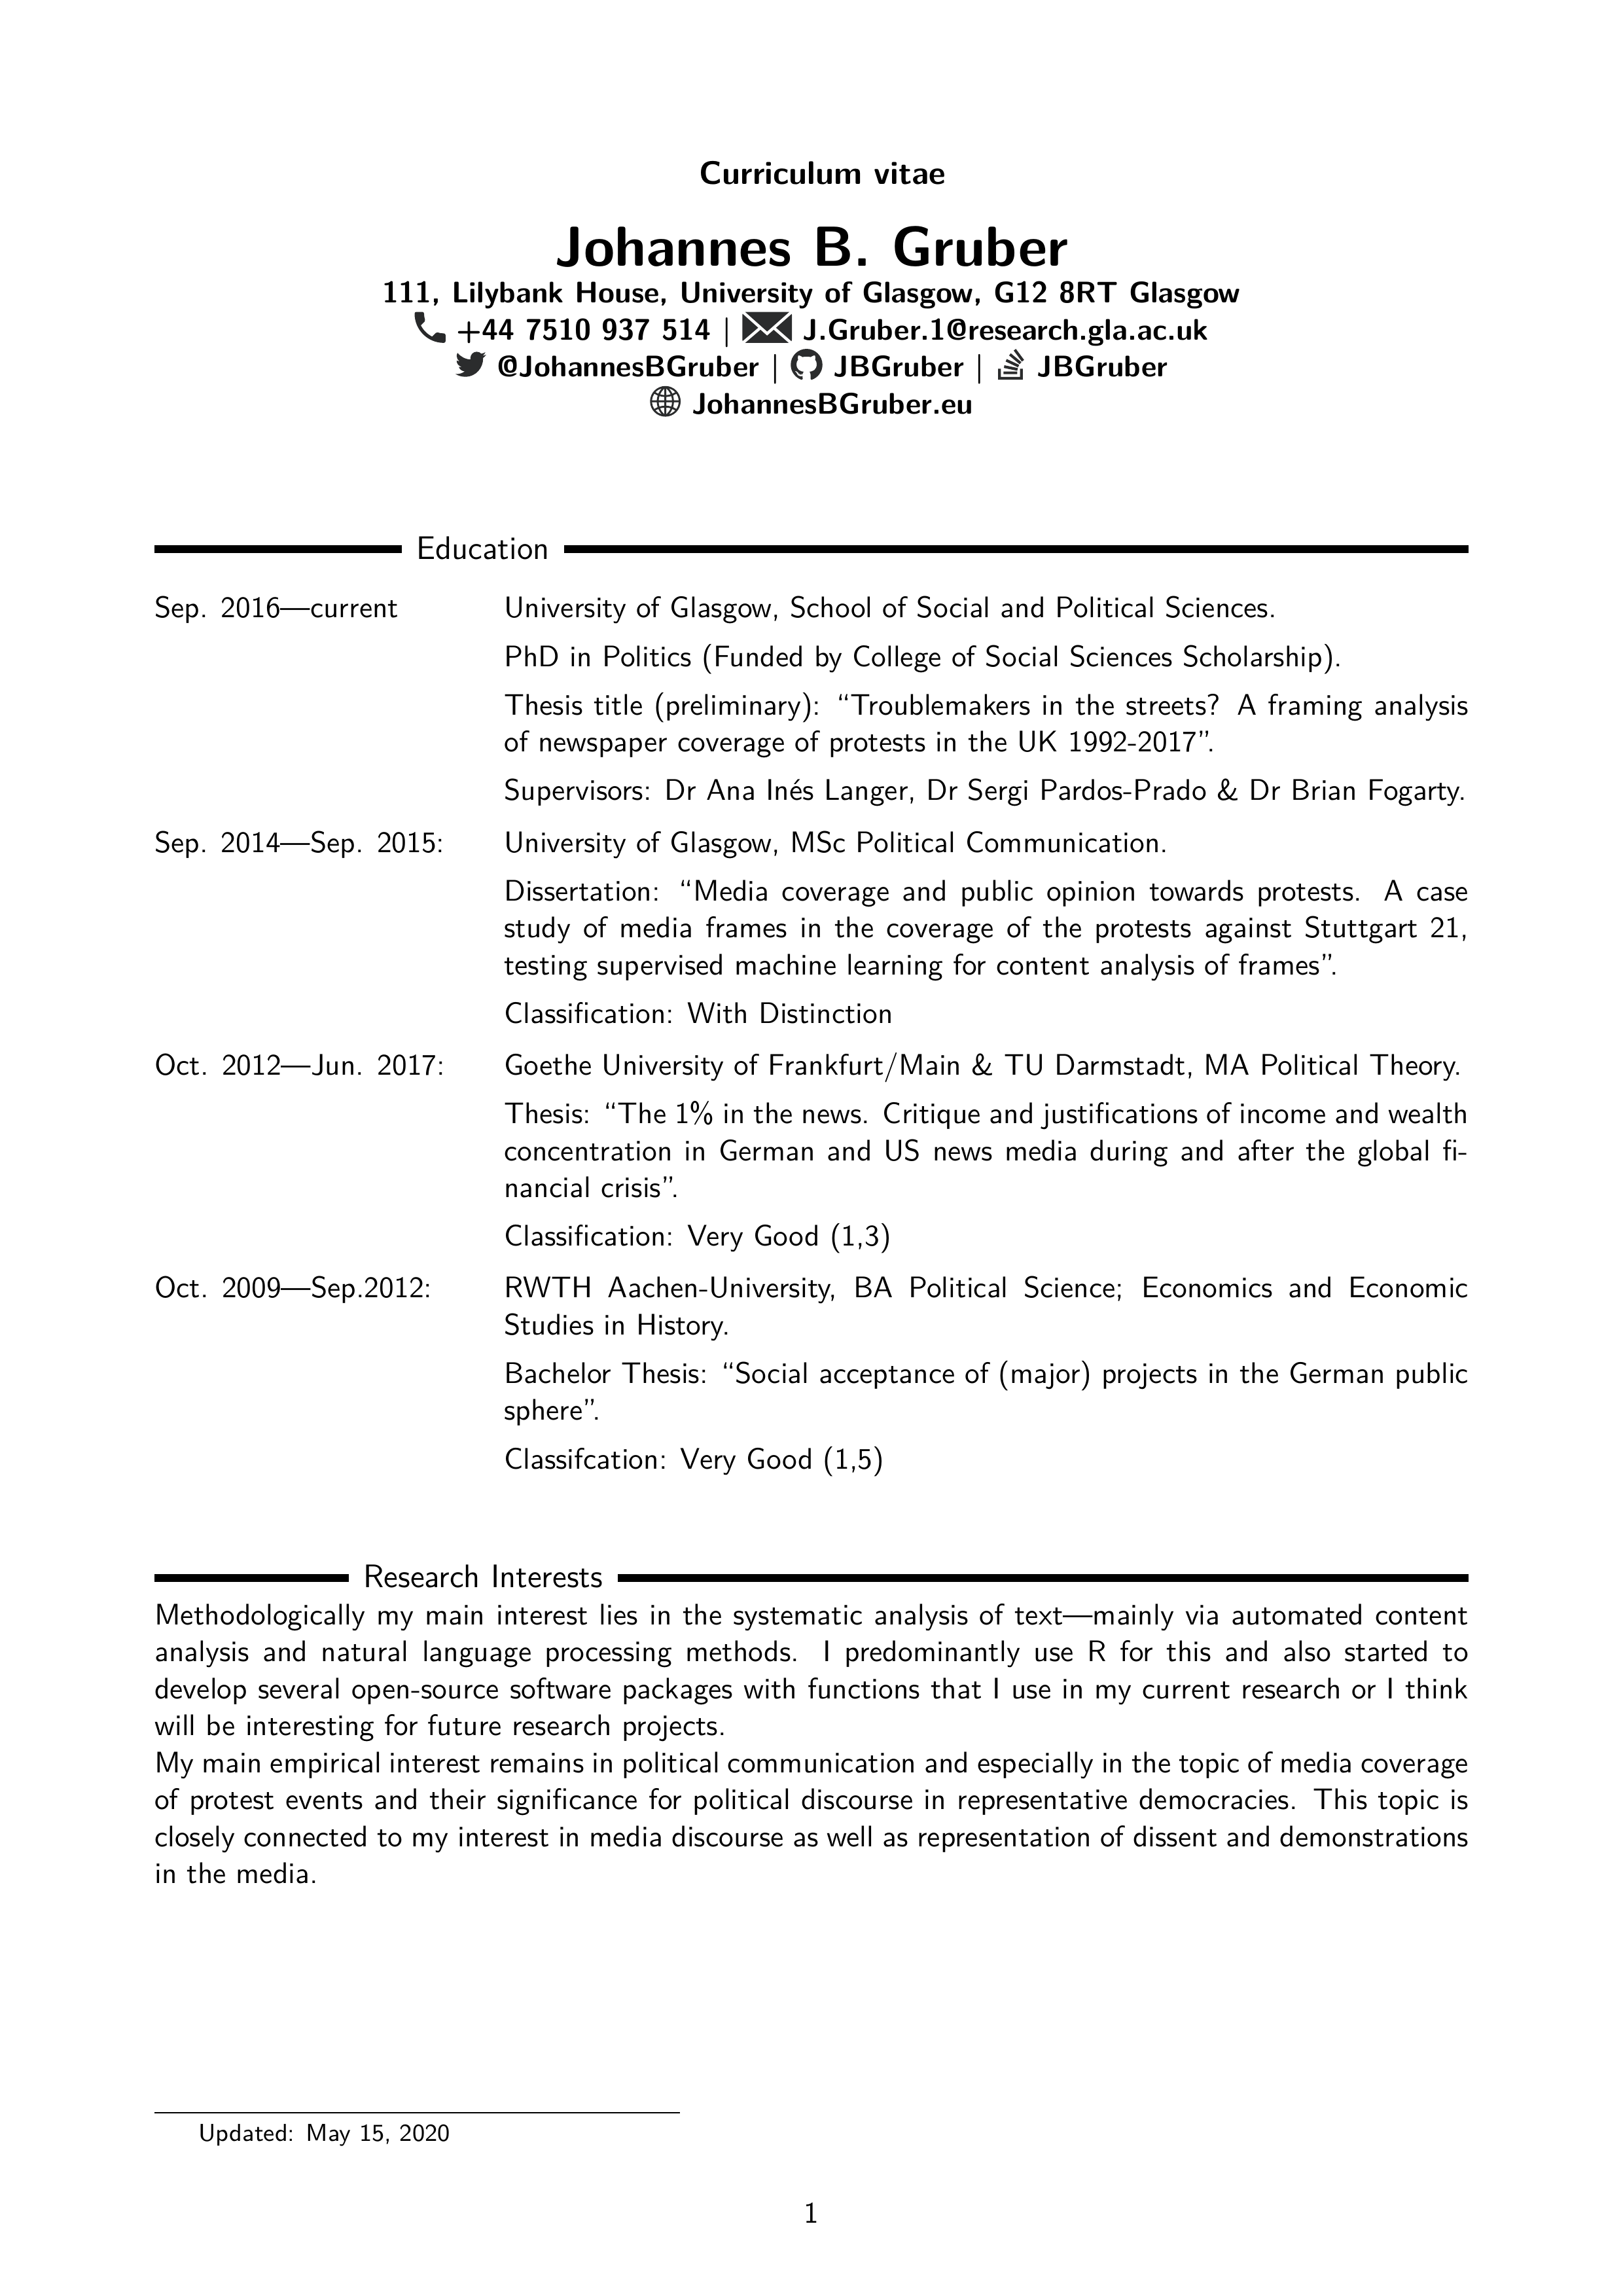 Curriculum vitae
Johannes B. Gruber
111, Lilybank House, University of Glasgow, G12 8RT Glasgow
+44 7510 937 514 | J.Gruber.1@research.gla.ac.uk
@JohannesBGruber | JBGruber | JBGruber
JohannesBGruber.eu
Education
Sep. 2016—current University of Glasgow, School of Social and Political Sciences.
PhD in Politics (Funded by College of Social Sciences Scholarship).
Thesis title (preliminary): “Troublemakers in the streets? A framing analysis
of newspaper coverage of protests in the UK 1992-2017”.
Supervisors: Dr Ana Inés Langer, Dr Sergi Pardos-Prado & Dr Brian Fogarty.
Sep. 2014—Sep. 2015: University of Glasgow, MSc Political Communication.
Dissertation: “Media coverage and public opinion towards protests. A case
study of media frames in the coverage of the protests against Stuttgart 21,
testing supervised machine learning for content analysis of frames”.
Classification: With Distinction
Oct. 2012—Jun. 2017: Goethe University of Frankfurt/Main & TU Darmstadt, MA Political Theory.
Thesis: “The 1% in the news. Critique and justifications of income and wealth
concentration in German and US news media during and after the global fi-
nancial crisis”.
Classification: Very Good (1,3)
Oct. 2009—Sep.2012: RWTH Aachen-University, BA Political Science; Economics and Economic
Studies in History.
Bachelor Thesis: “Social acceptance of (major) projects in the German public
sphere”.
Classifcation: Very Good (1,5)
Research Interests
Methodologically my main interest lies in the systematic analysis of text—mainly via automated content
analysis and natural language processing methods. I predominantly use R for this and also started to
develop several open-source software packages with functions that I use in my current research or I think
will be interesting for future research projects.
My main empirical interest remains in political communication and especially in the topic of media coverage
of protest events and their significance for political discourse in representative democracies. This topic is
closely connected to my interest in media discourse as well as representation of dissent and demonstrations
in the media.
Updated: May 15, 2020
1